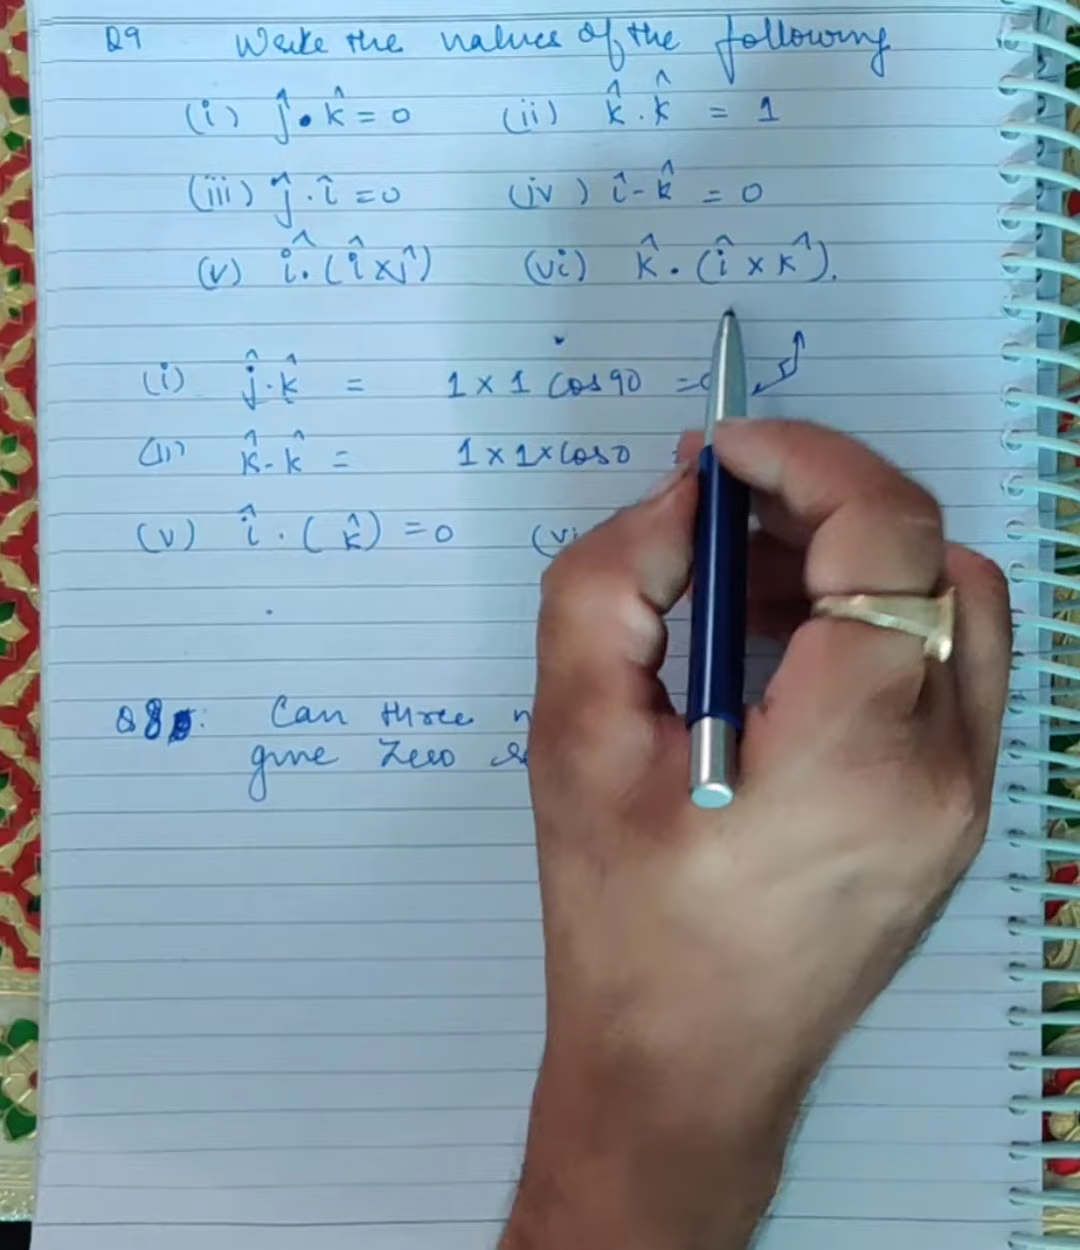 Q9 Write the values of the following
(i) ĵ . k̂ = 0 (ii) k̂ . k̂ = 1
(iii) ĵ . î = 0 (iv) î - k̂ = 0
(v) î . (î x ĵ) (vi) k̂ . (î x k̂).
(i) ĵ . k̂ = 1 x 1 Cos 90 =
(ii) k̂ - k̂ = 1 x 1 x Cos 0
(v) î . ( k̂ ) = 0 (vi
Q8 : Can three
give zero